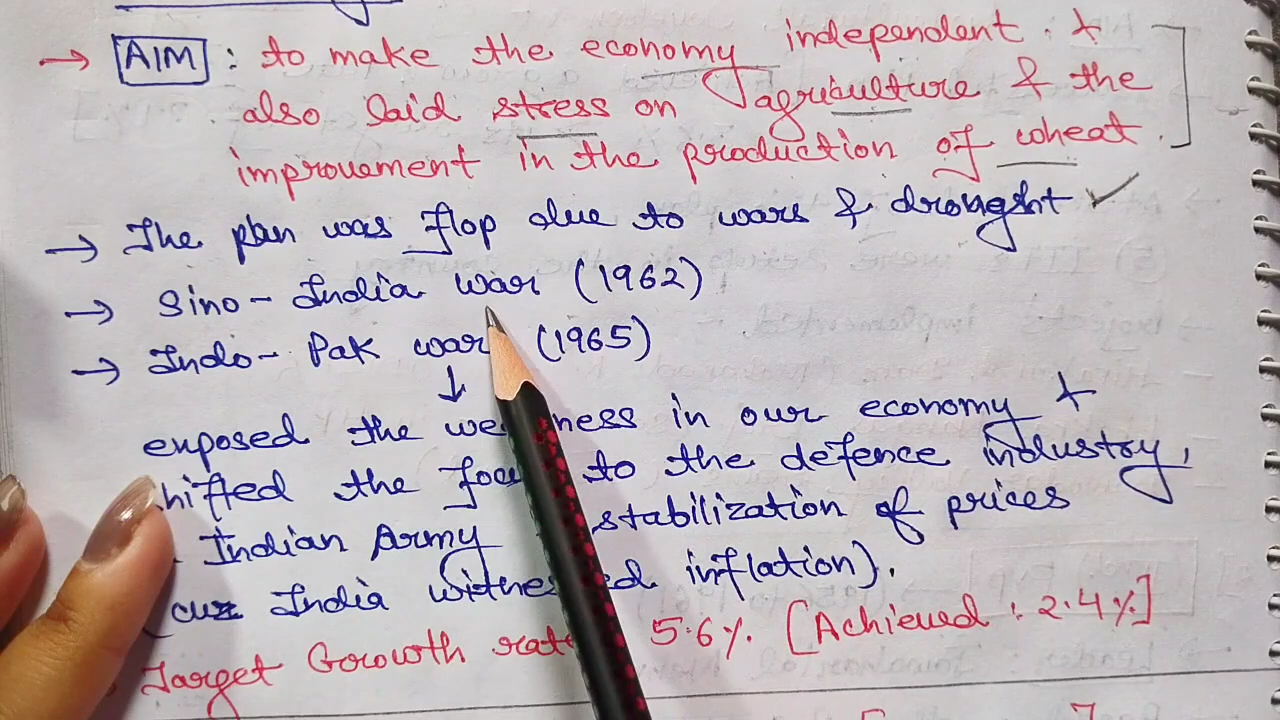 → AIM : to make the economy independent. &
also laid stress on agriculture & the
improvement in the production of wheat.
→ The plan was flop due to wars & drought ✓
→ Sino - India war (1962)
→ Indo - Pak war (1965)
↓
exposed the ness in our economy &
hifted the to the defence industry,
Indian Army stabilization of prices
(cuz India inflation).
Target Growth rat 5.6%. [Achieved : 2.4%]